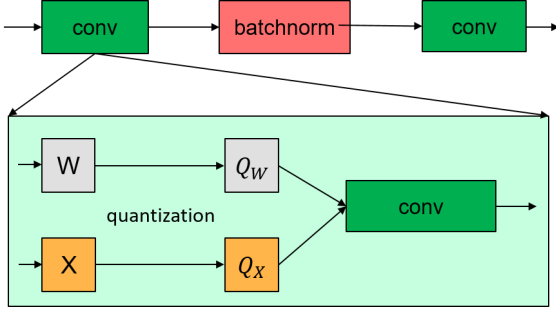 conv
batchnorm
conv
W
Q_W
quantization
conv
X
Q_X